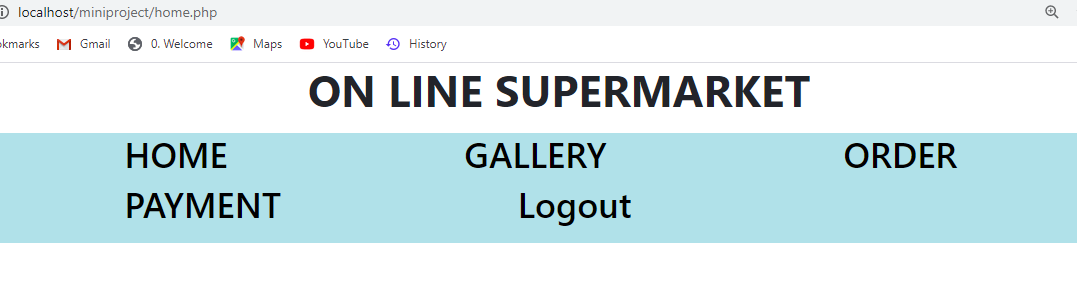 localhost/miniproject/home.php
okmarks Gmail 0. Welcome Maps YouTube History
ON LINE SUPERMARKET
HOME GALLERY ORDER
PAYMENT Logout